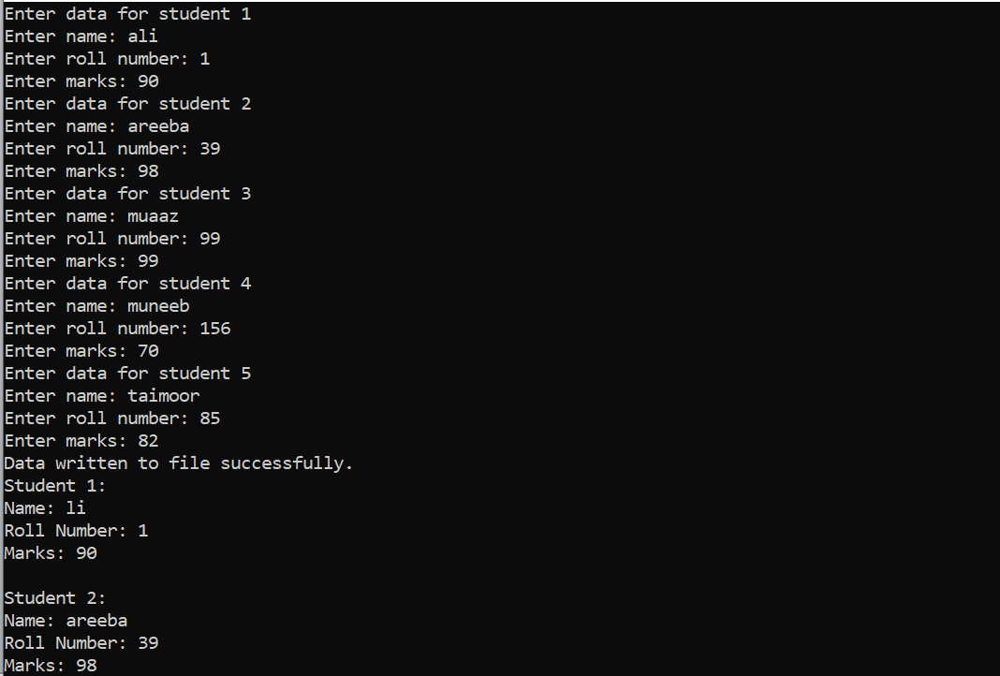 Enter data for student 1
Enter name: ali
Enter roll number: 1
Enter marks: 90
Enter data for student 2
Enter name: areeba
Enter roll number: 39
Enter marks: 98
Enter data for student 3
Enter name: muaaz
Enter roll number: 99
Enter marks: 99
Enter data for student 4
Enter name: muneeb
Enter roll number: 156
Enter marks: 70
Enter data for student 5
Enter name: taimoor
Enter roll number: 85
Enter marks: 82
Data written to file successfully.
Student 1:
Name: li
Roll Number: 1
Marks: 90

Student 2:
Name: areeba
Roll Number: 39
Marks: 98